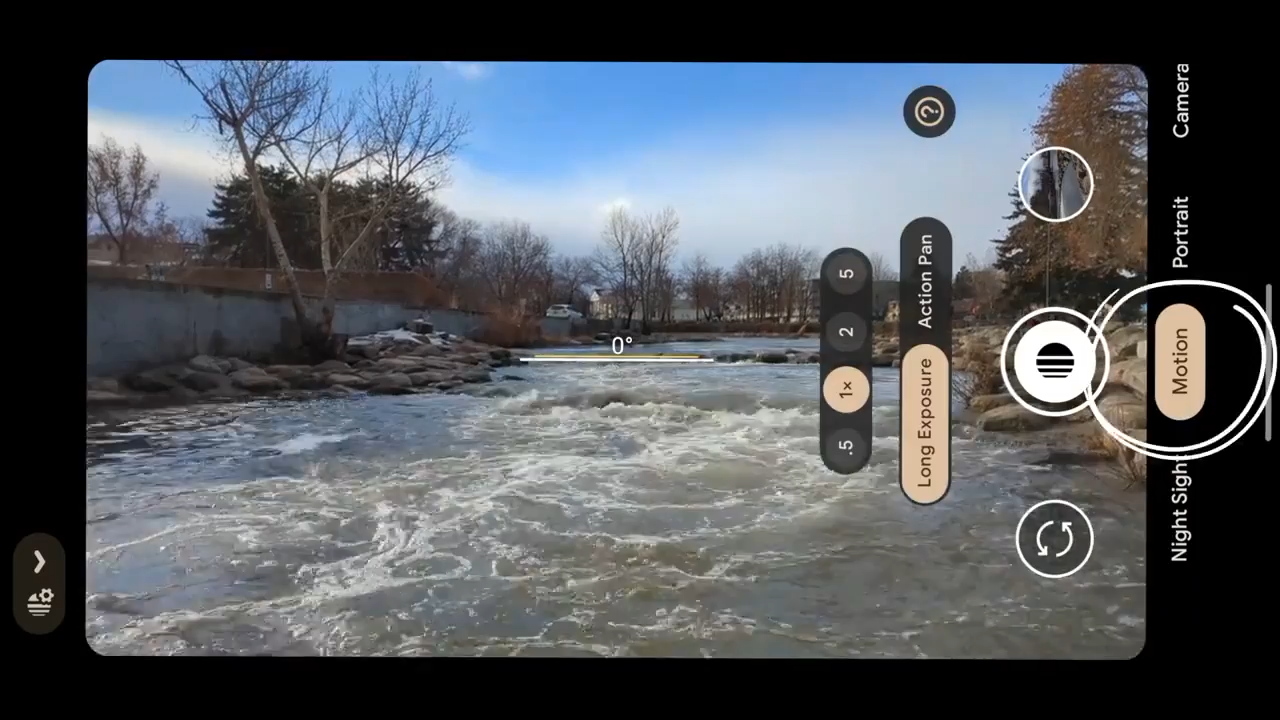 0°
5
2
1×
.5
Action Pan
Long Exposure
?
Camera
Portrait
Motion
Night Sight